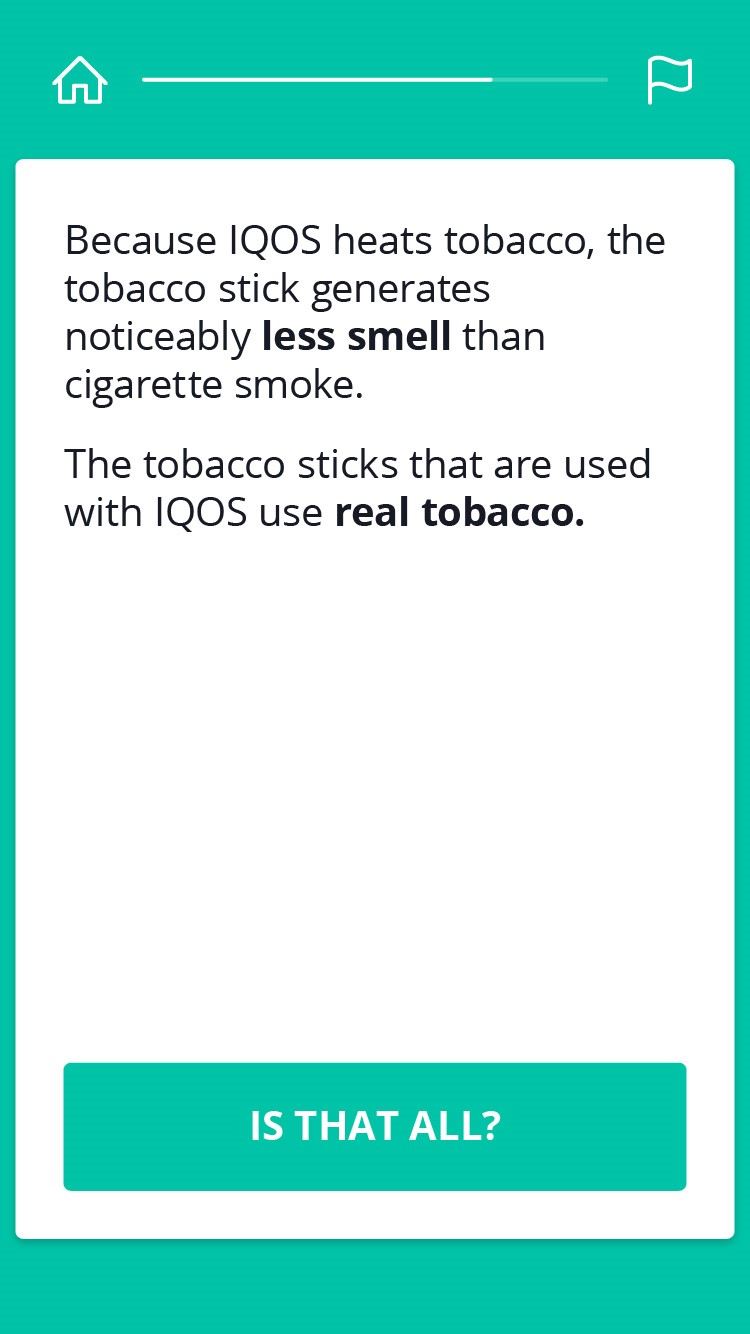 Because IQOS heats tobacco, the
tobacco stick generates
noticeably less smell than
cigarette smoke.
The tobacco sticks that are used
with IQOS use real tobacco.
IS THAT ALL?